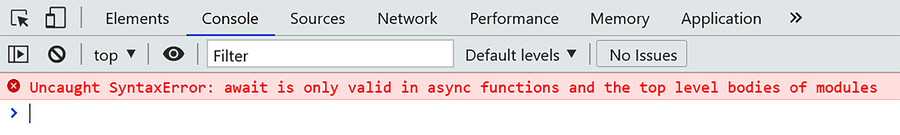 Elements Console Sources Network Performance Memory Application
top Filter Default levels No Issues
Uncaught SyntaxError: await is only valid in async functions and the top level bodies of modules